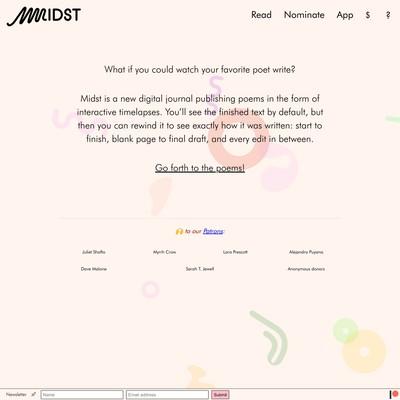 MIDST
Read Nominate App $ ?
What if you could watch your favorite poet write?
Midst is a new digital journal publishing poems in the form of
interactive timelapses. You'll see the finished text by default, but
then you can rewind it to see exactly how it was written: start to
finish, blank page to final draft, and every edit in between.
Go forth to the poems!
🙌 to our Patrons:
Juliet Shafto Myrrh Crow Lara Prescott Alejandro Puyana
Dave Malone Sarah T. Jewell Anonymous donors
Newsletter Name Email address Submit